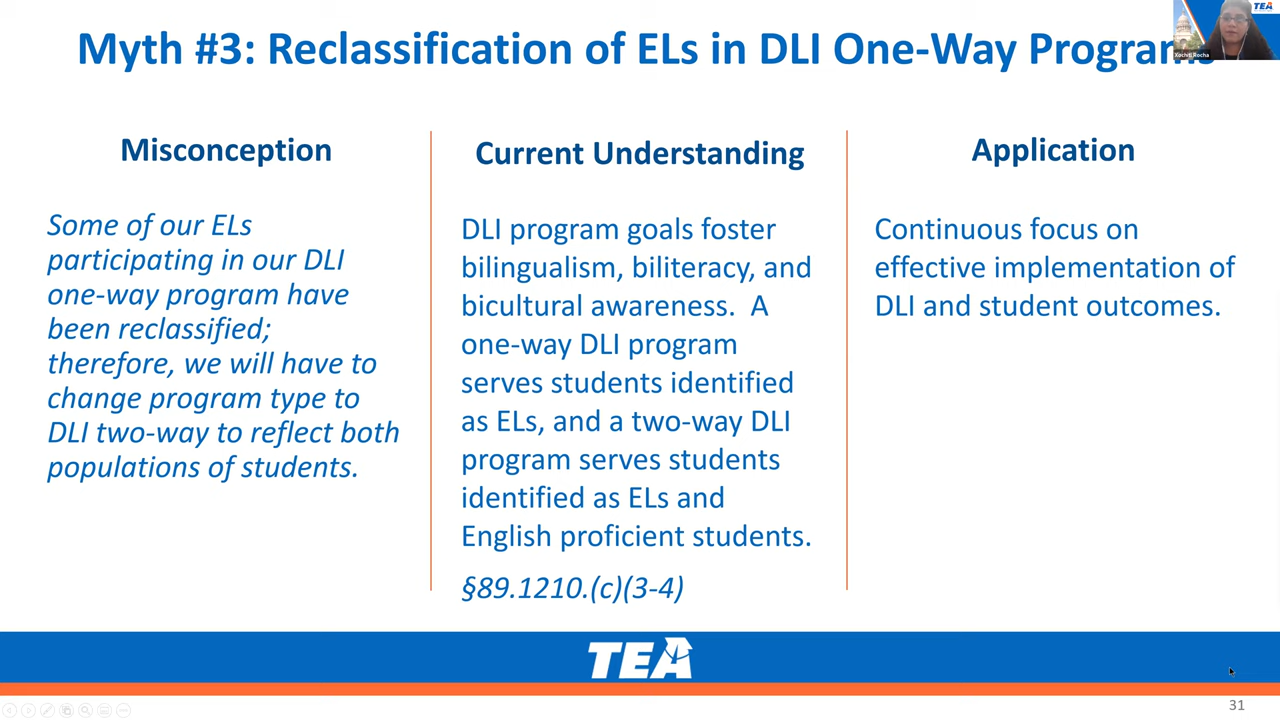 Myth #3: Reclassification of ELs in DLI One-Way Programs
TEA
Xochitl Rocha
Misconception
Some of our ELs
participating in our DLI
one-way program have
been reclassified;
therefore, we will have to
change program type to
DLI two-way to reflect both
populations of students.
Current Understanding
DLI program goals foster
bilingualism, biliteracy, and
bicultural awareness.  A
one-way DLI program
serves students identified
as ELs, and a two-way DLI
program serves students
identified as ELs and
English proficient students.
§89.1210.(c)(3-4)
Application
Continuous focus on
effective implementation of
DLI and student outcomes.
TEA
31